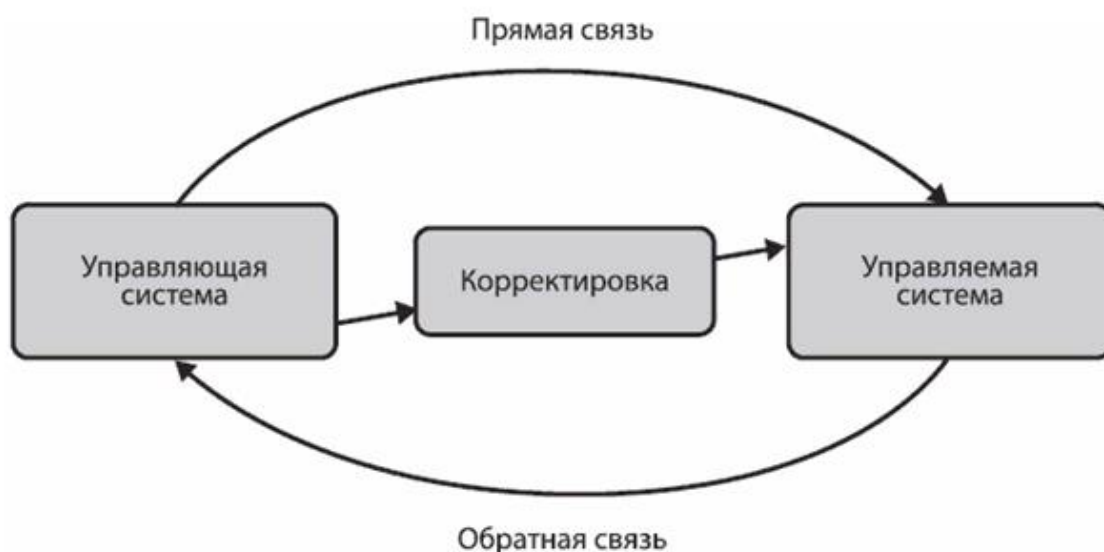 Прямая связь
Управляющая
система
Корректировка
Управляемая
система
Обратная связь